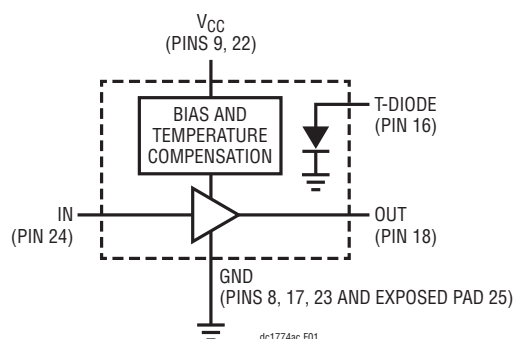 VCC
(PINS 9, 22)
BIAS AND
TEMPERATURE
COMPENSATION
T-DIODE
(PIN 16)
IN
(PIN 24)
OUT
(PIN 18)
GND
(PINS 8, 17, 23 AND EXPOSED PAD 25)
dc1774ac F01